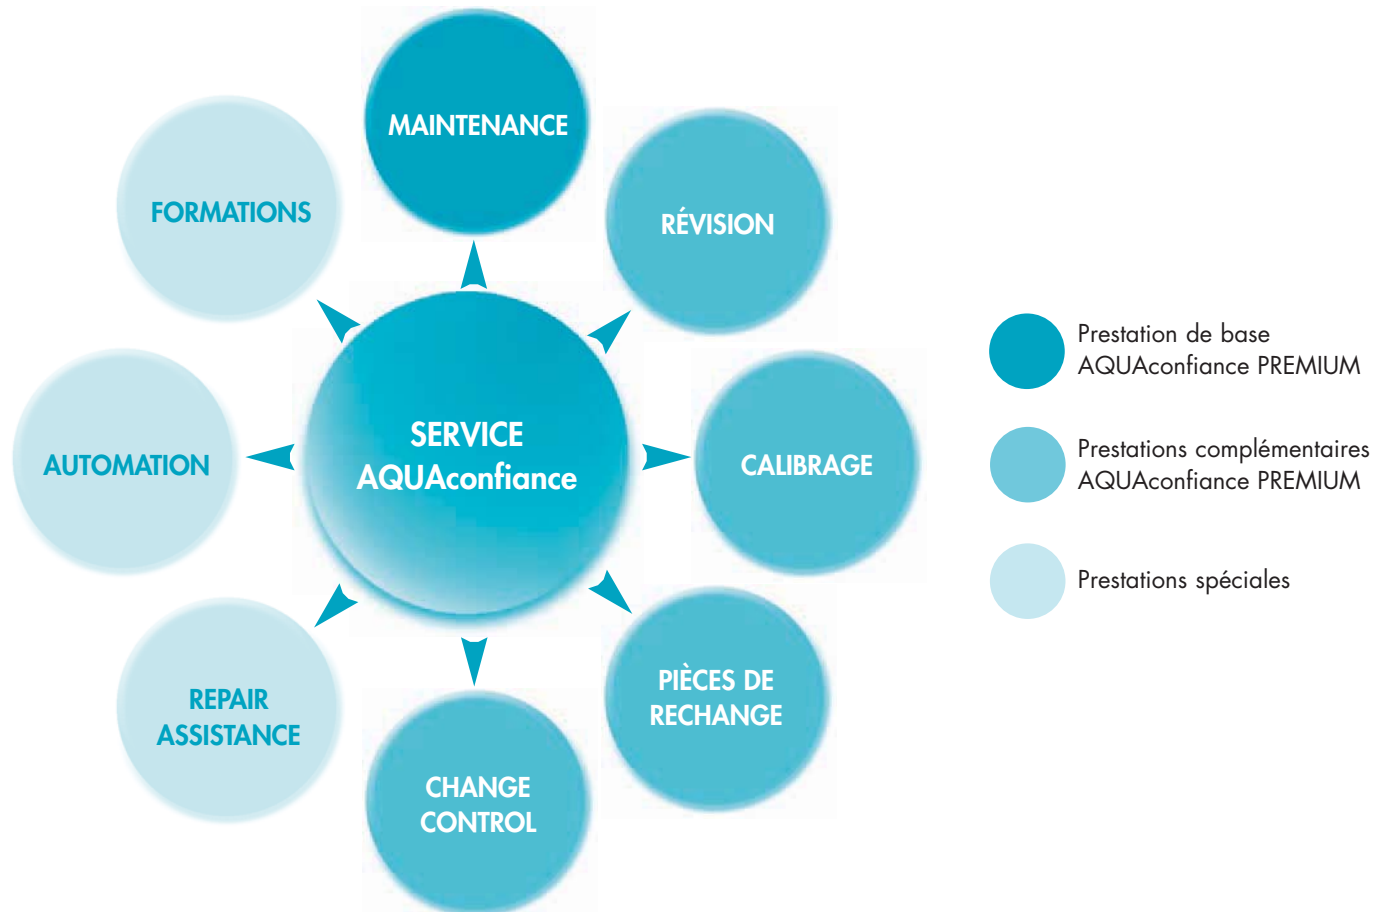 MAINTENANCE
RÉVISION
CALIBRAGE
PIÈCES DE
RECHANGE
CHANGE
CONTROL
REPAIR
ASSISTANCE
AUTOMATION
FORMATIONS
SERVICE
AQUAconfiance
Prestation de base
AQUAconfiance PREMIUM
Prestations complémentaires
AQUAconfiance PREMIUM
Prestations spéciales